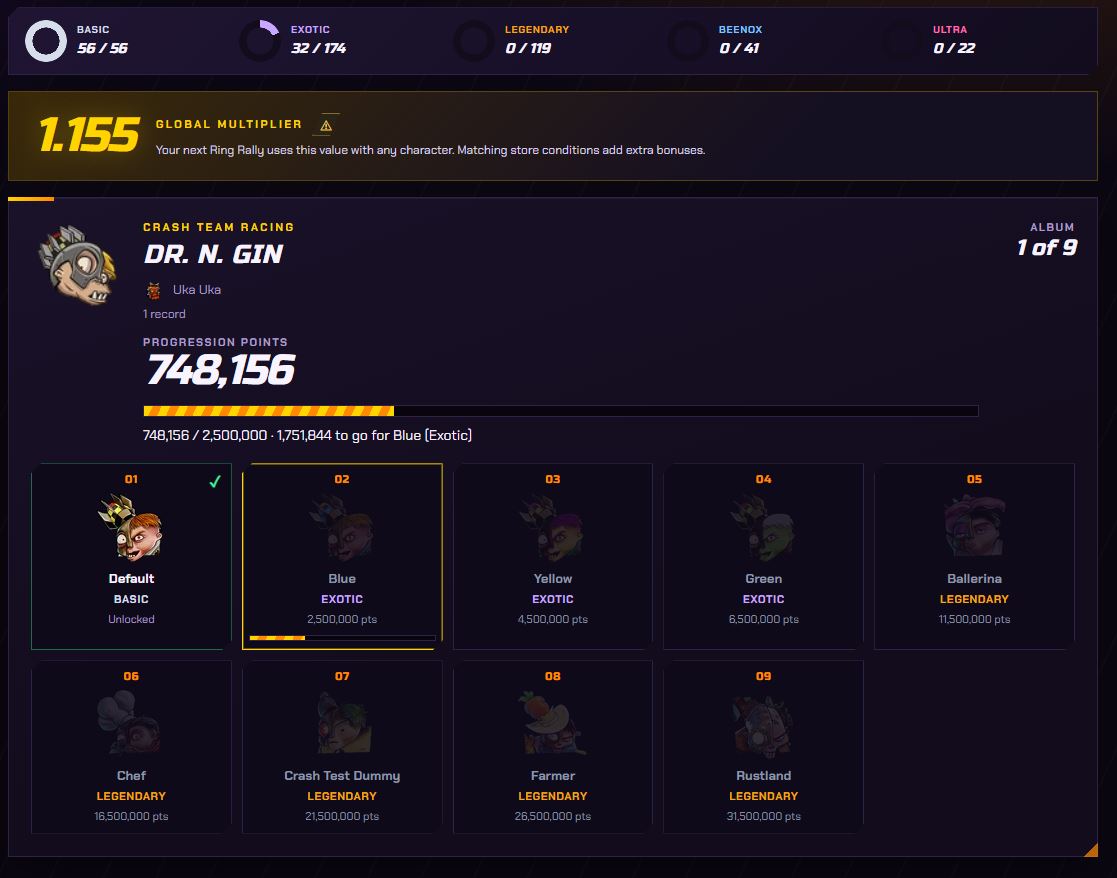 BASIC
56 / 56
EXOTIC
32 / 174
LEGENDARY
0 / 119
BEENOX
0 / 41
ULTRA
0 / 22
1.155
GLOBAL MULTIPLIER
Your next Ring Rally uses this value with any character. Matching store conditions add extra bonuses.
CRASH TEAM RACING
DR. N. GIN
Uka Uka
1 record
ALBUM
1 of 9
PROGRESSION POINTS
748,156
748,156 / 2,500,000 · 1,751,844 to go for Blue (Exotic)
01
Default
BASIC
Unlocked
02
Blue
EXOTIC
2,500,000 pts
03
Yellow
EXOTIC
4,500,000 pts
04
Green
EXOTIC
6,500,000 pts
05
Ballerina
LEGENDARY
11,500,000 pts
06
Chef
LEGENDARY
16,500,000 pts
07
Crash Test Dummy
LEGENDARY
21,500,000 pts
08
Farmer
LEGENDARY
26,500,000 pts
09
Rustland
LEGENDARY
31,500,000 pts